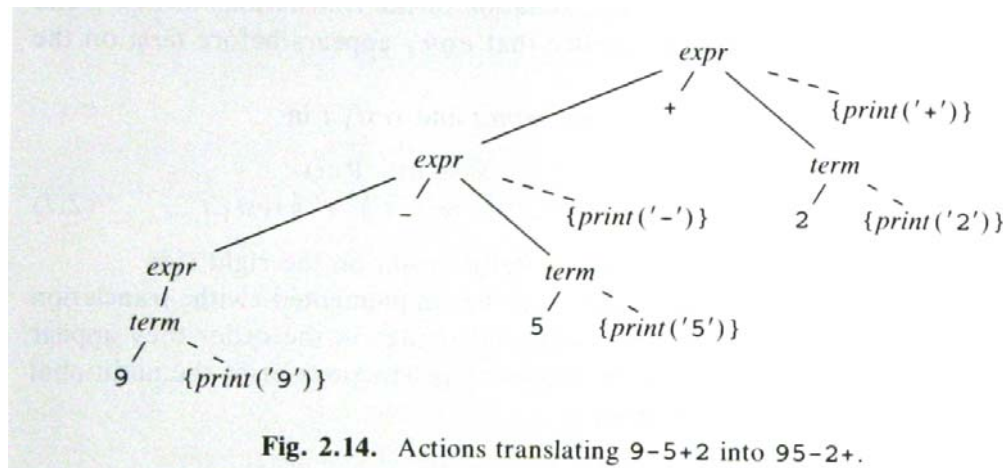 expr
+ {print('+')}
expr term
- {print('-')} 2 {print('2')}
expr term
term 5 {print('5')}
9 {print('9')}
Fig. 2.14. Actions translating 9-5+2 into 95-2+.